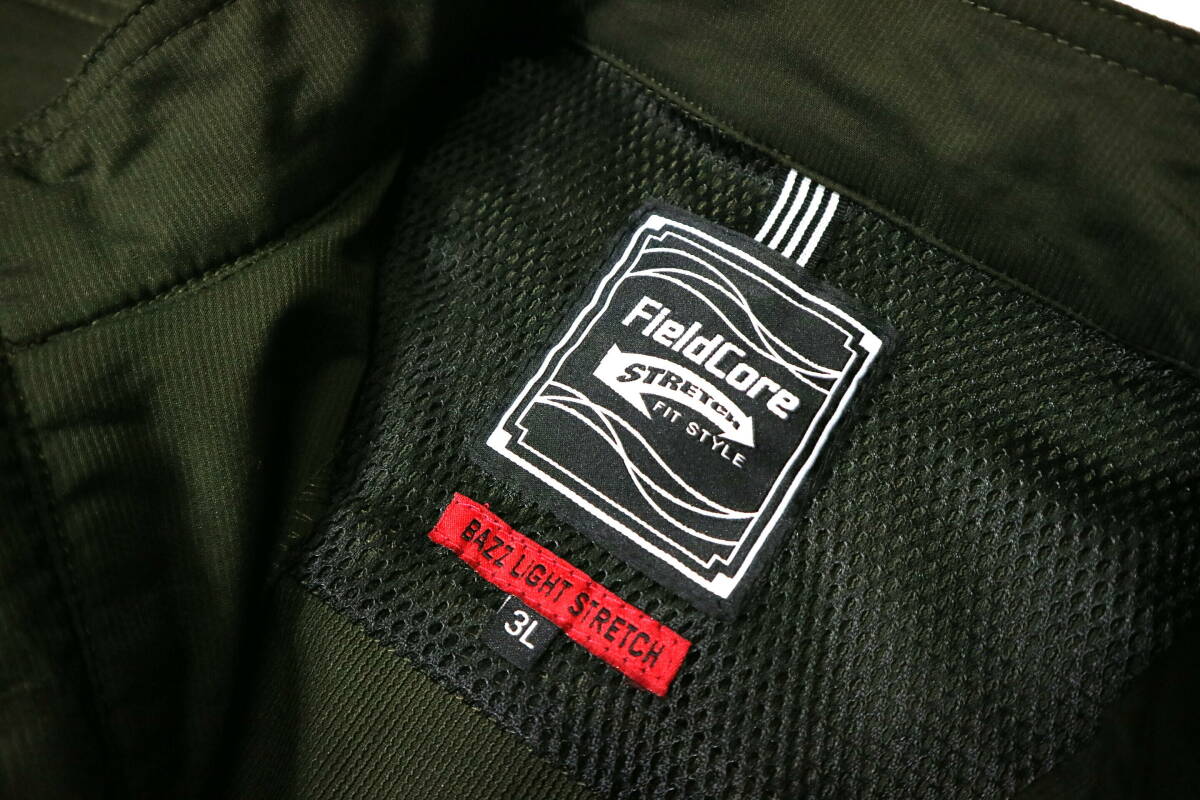 FieldCore
STRETCH
FIT STYLE
BAZZ LIGHT STRETCH
3L